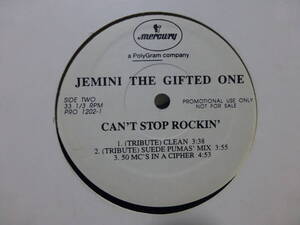 mercury
a PolyGram company
JEMINI THE GIFTED ONE
SIDE TWO
33 1/3 RPM
PRO 1202-1
PROMOTIONAL USE ONLY
NOT FOR SALE
CAN'T STOP ROCKIN'
1. (TRIBUTE) CLEAN 3:38
2. (TRIBUTE) SUEDE PUMAS' MIX 3:55
3. 50 MC'S IN A CIPHER 4:53